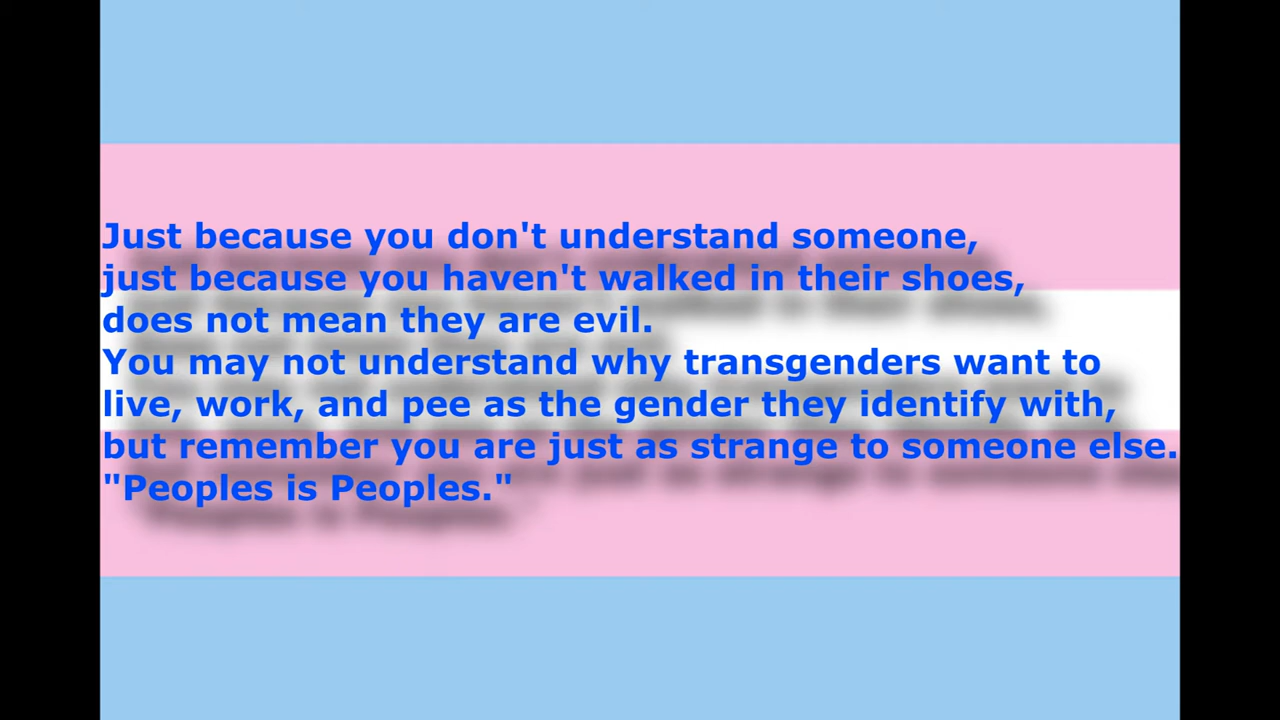 Just because you don't understand someone,
just because you haven't walked in their shoes,
does not mean they are evil.
You may not understand why transgenders want to
live, work, and pee as the gender they identify with,
but remember you are just as strange to someone else.
"Peoples is Peoples."